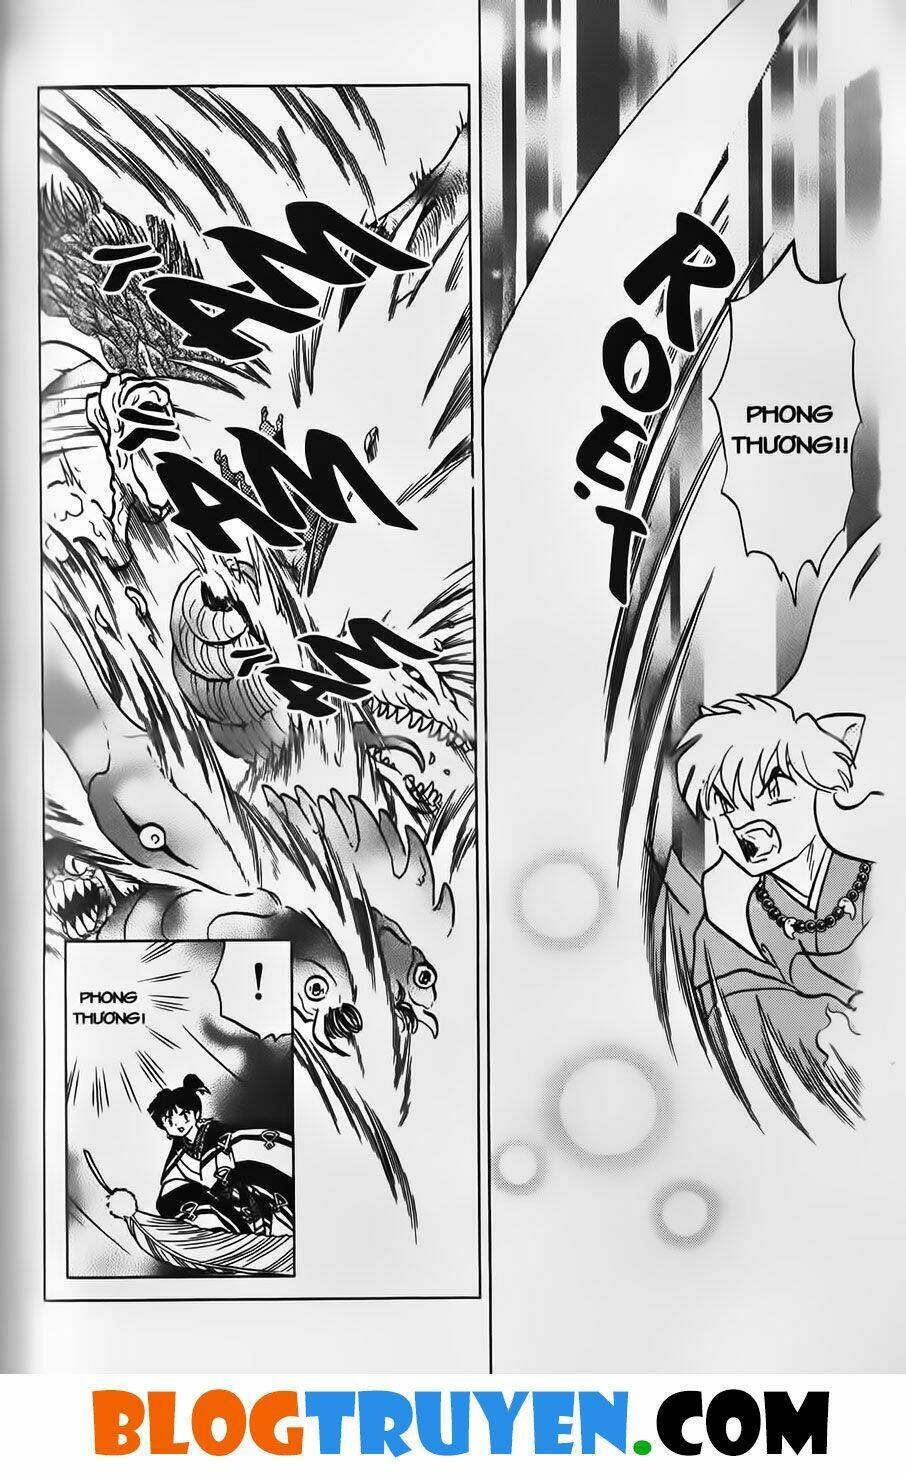 PHONG
THƯƠNG!!
ROẸT
ẦM
ẦM
ẦM
!
PHONG
THƯƠNG!
BLOGTRUYEN.COM